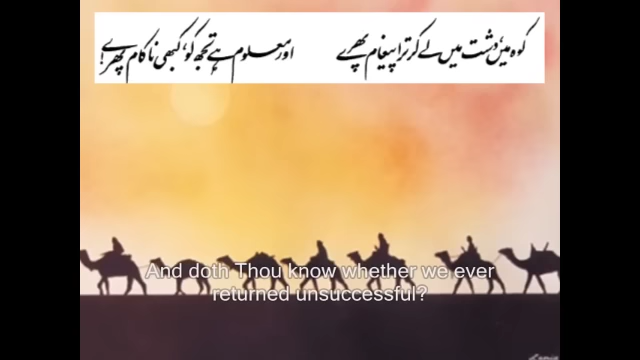 کوہ میں، دشت میں لے کر ترا پیغام پھرے اور معلوم ہے تجھ کو، کبھی ناکام پھرے!
And doth Thou know whether we ever
returned unsuccessful?